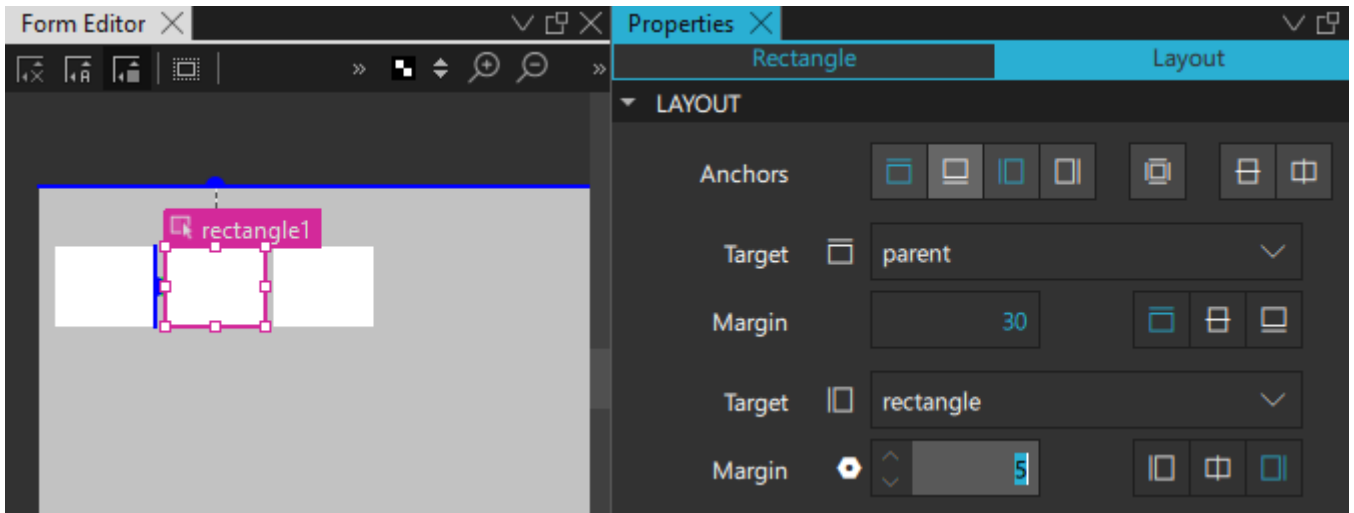 Form Editor
Properties
Rectangle
Layout
LAYOUT
Anchors
rectangle1
Target
parent
Margin
30
Target
rectangle
Margin
5